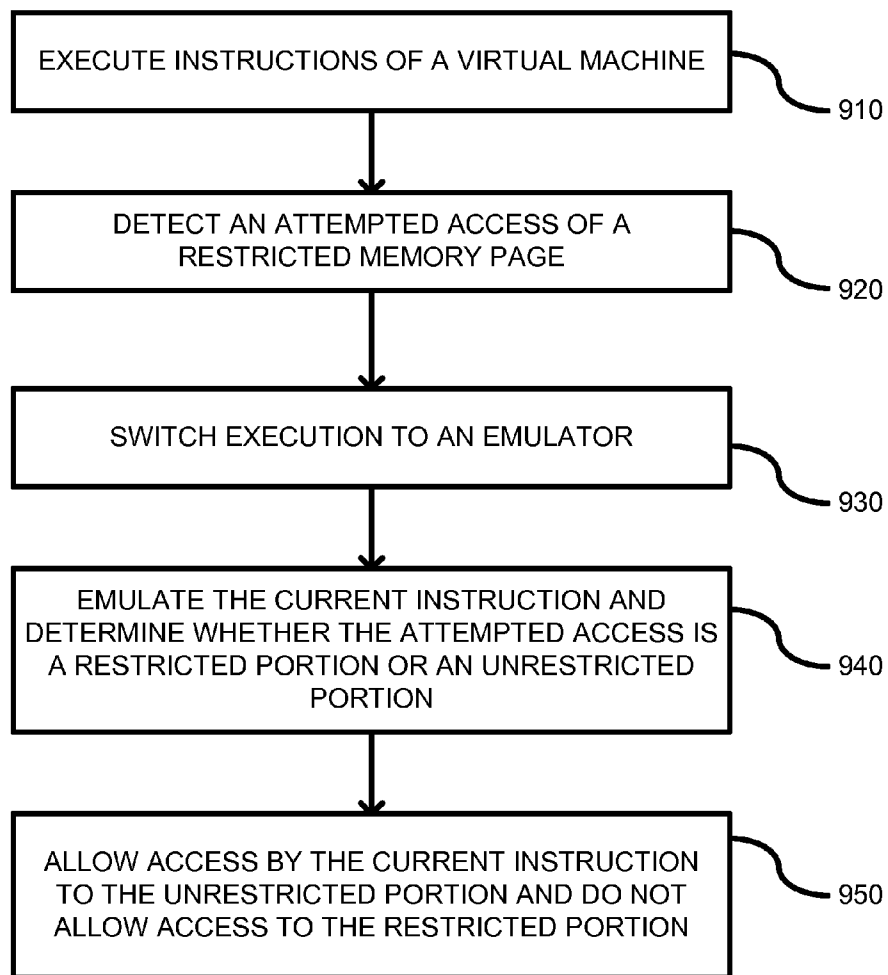 EXECUTE INSTRUCTIONS OF A VIRTUAL MACHINE
910
DETECT AN ATTEMPTED ACCESS OF A
RESTRICTED MEMORY PAGE
920
SWITCH EXECUTION TO AN EMULATOR
930
EMULATE THE CURRENT INSTRUCTION AND
DETERMINE WHETHER THE ATTEMPTED ACCESS IS
A RESTRICTED PORTION OR AN UNRESTRICTED
PORTION
940
ALLOW ACCESS BY THE CURRENT INSTRUCTION
TO THE UNRESTRICTED PORTION AND DO NOT
ALLOW ACCESS TO THE RESTRICTED PORTION
950